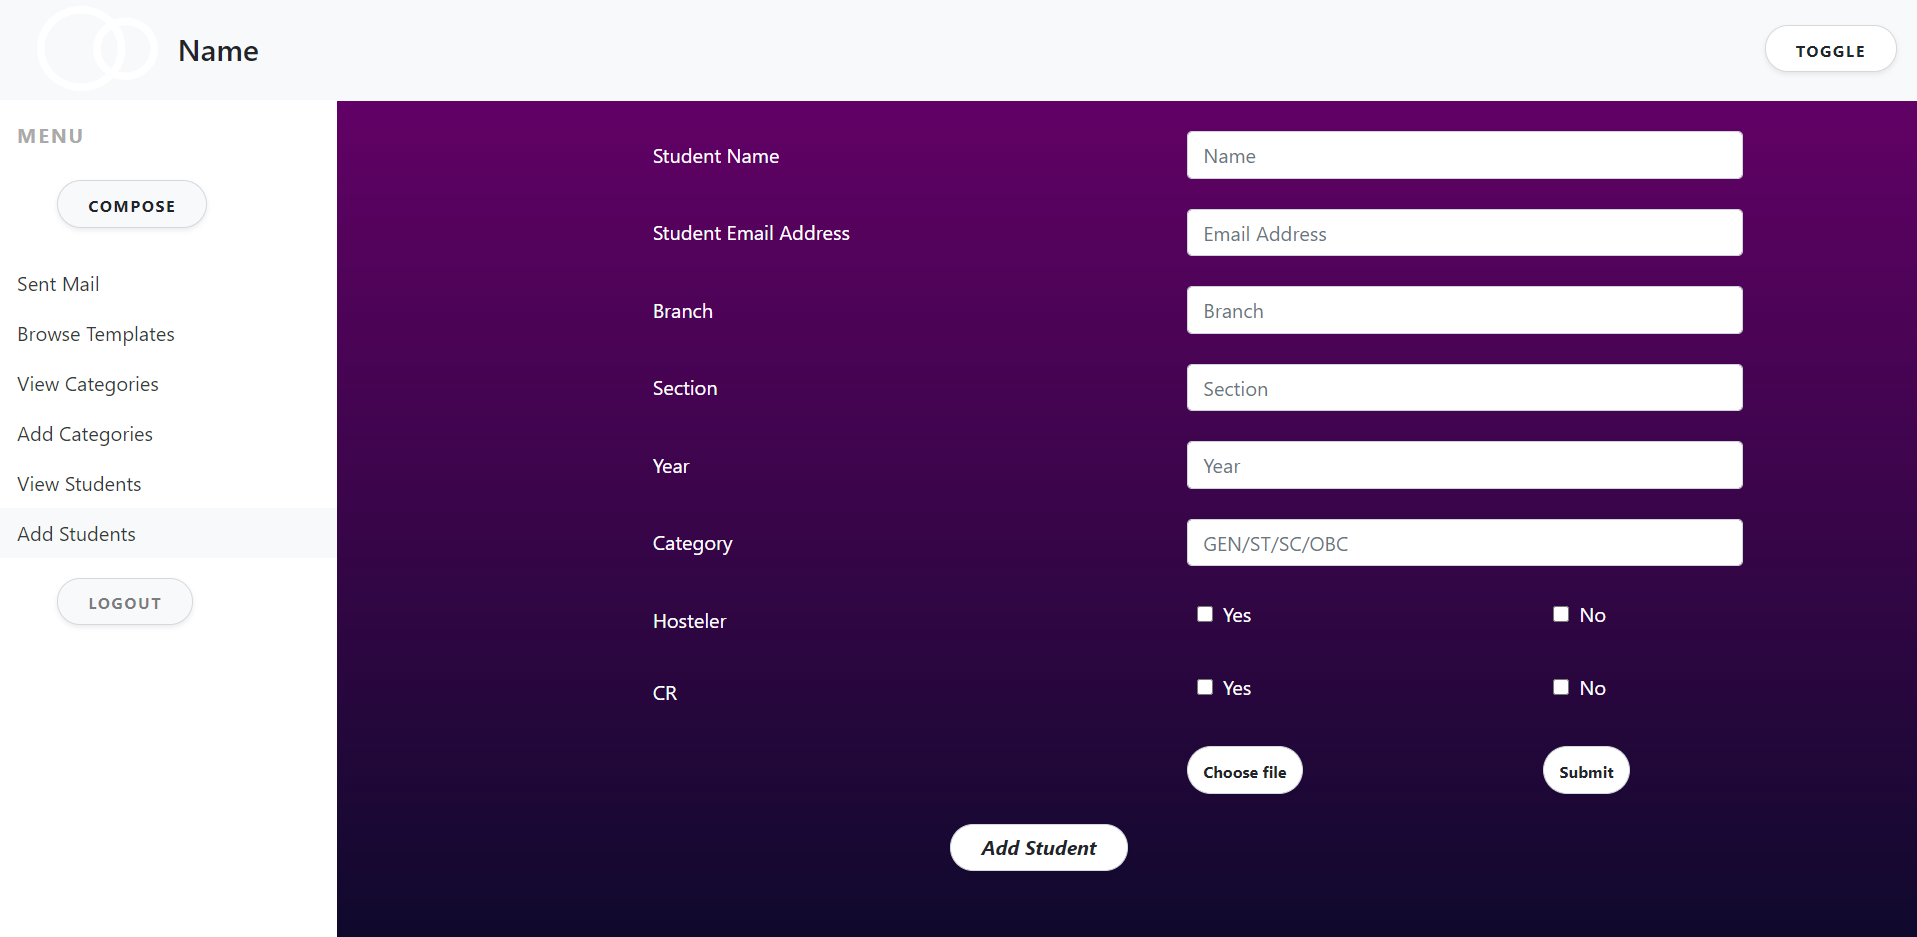 Name
TOGGLE
MENU
COMPOSE
Sent Mail
Browse Templates
View Categories
Add Categories
View Students
Add Students
LOGOUT
Student Name Name
Student Email Address Email Address
Branch Branch
Section Section
Year Year
Category GEN/ST/SC/OBC
Hosteler Yes No
CR Yes No
Choose file Submit
Add Student